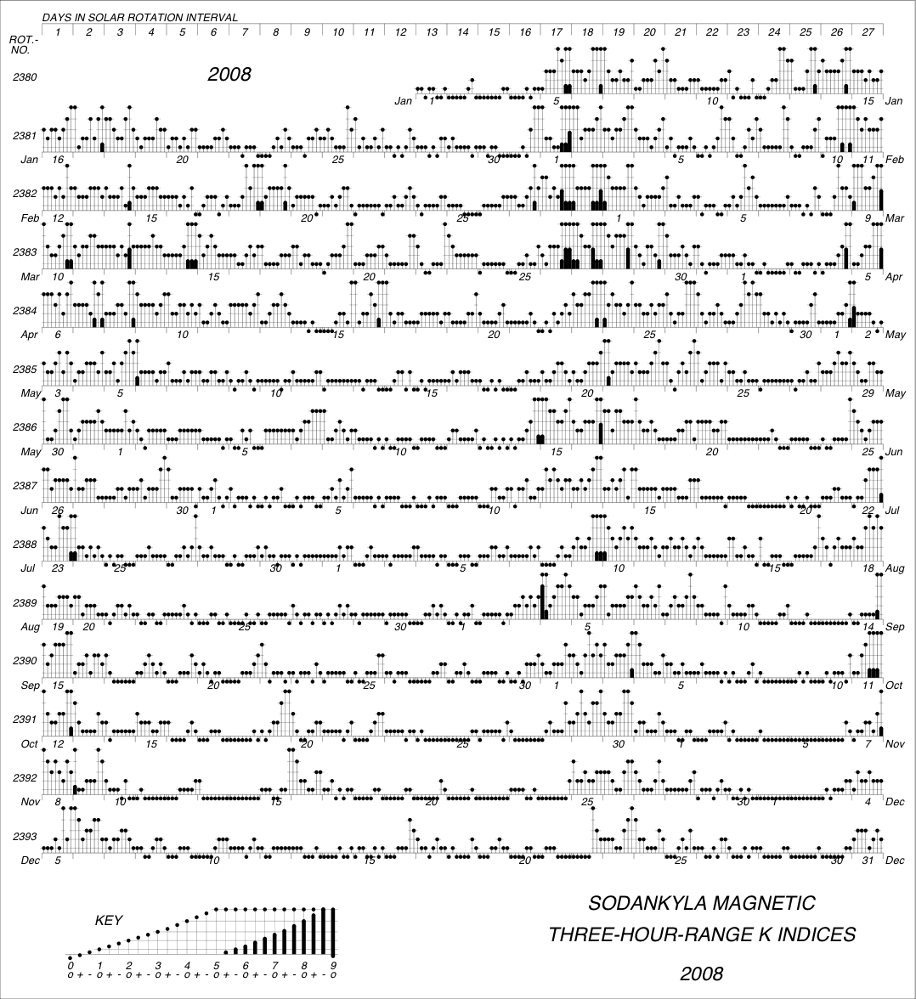 DAYS IN SOLAR ROTATION INTERVAL
ROT.-
NO.
1 2 3 4 5 6 7 8 9 10 11 12 13 14 15 16 17 18 19 20 21 22 23 24 25 26 27
2008
2380
Jan 1 5 10 15 Jan
2381
Jan 16 20 25 30 1 5 10 11 Feb
2382
Feb 12 15 20 25 1 5 9 Mar
2383
Mar 10 15 20 25 30 1 5 Apr
2384
Apr 6 10 15 20 25 30 1 2 May
2385
May 3 5 10 15 20 25 29 May
2386
May 30 1 5 10 15 20 25 Jun
2387
Jun 26 30 1 5 10 15 20 22 Jul
2388
Jul 23 25 30 1 5 10 15 18 Aug
2389
Aug 19 20 25 30 1 5 10 14 Sep
2390
Sep 15 20 25 30 1 5 10 11 Oct
2391
Oct 12 15 20 25 30 1 5 7 Nov
2392
Nov 8 10 15 20 25 30 1 4 Dec
2393
Dec 5 10 15 20 25 30 31 Dec
KEY
0 1 2 3 4 5 6 7 8 9
o + - o + - o + - o + - o + - o + - o + - o + - o + - o
SODANKYLA MAGNETIC
THREE-HOUR-RANGE K INDICES
2008